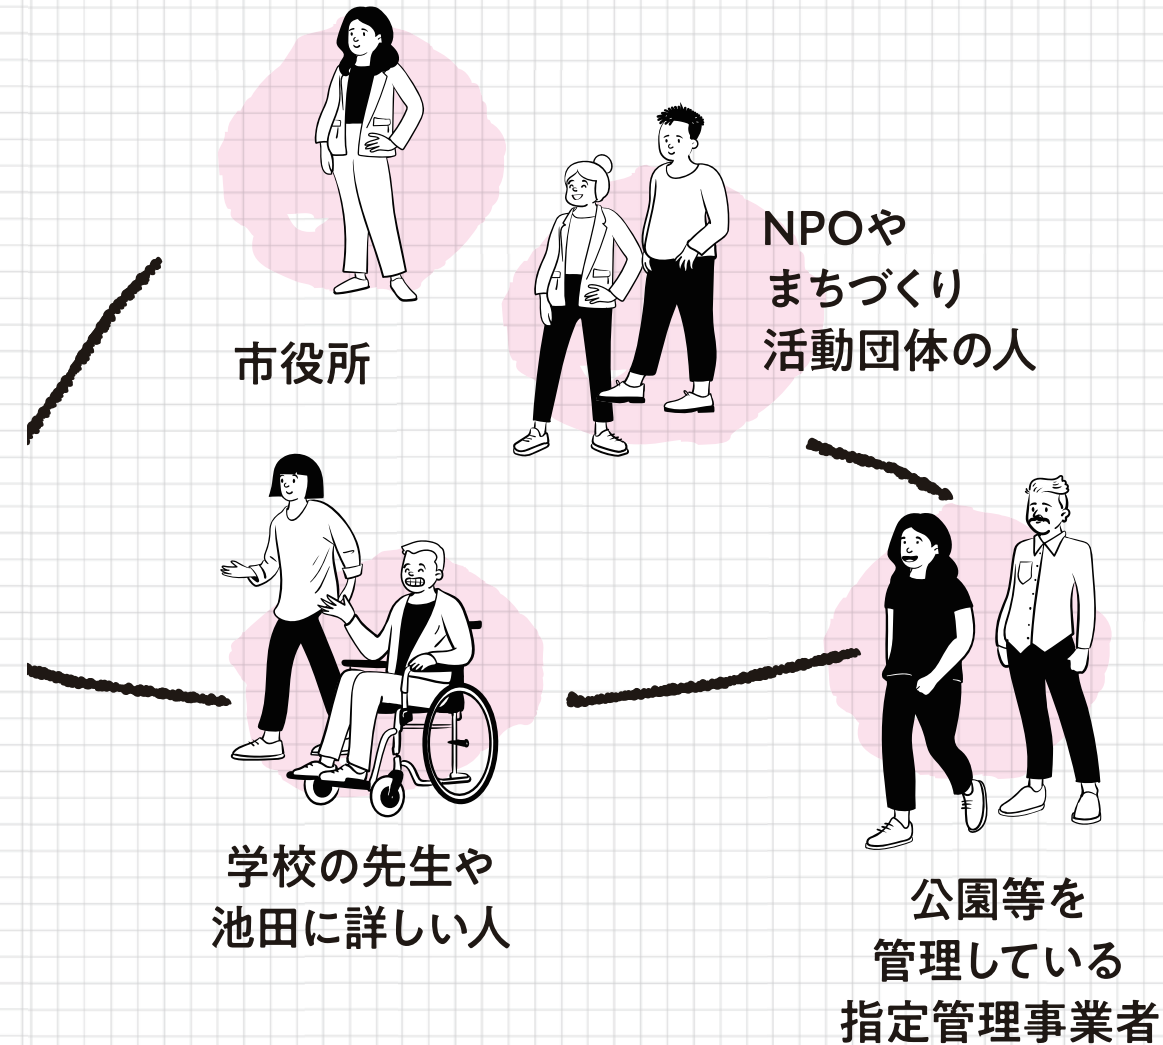 市役所
NPOや
まちづくり
活動団体の人
学校の先生や
池田に詳しい人
公園等を
管理している
指定管理事業者